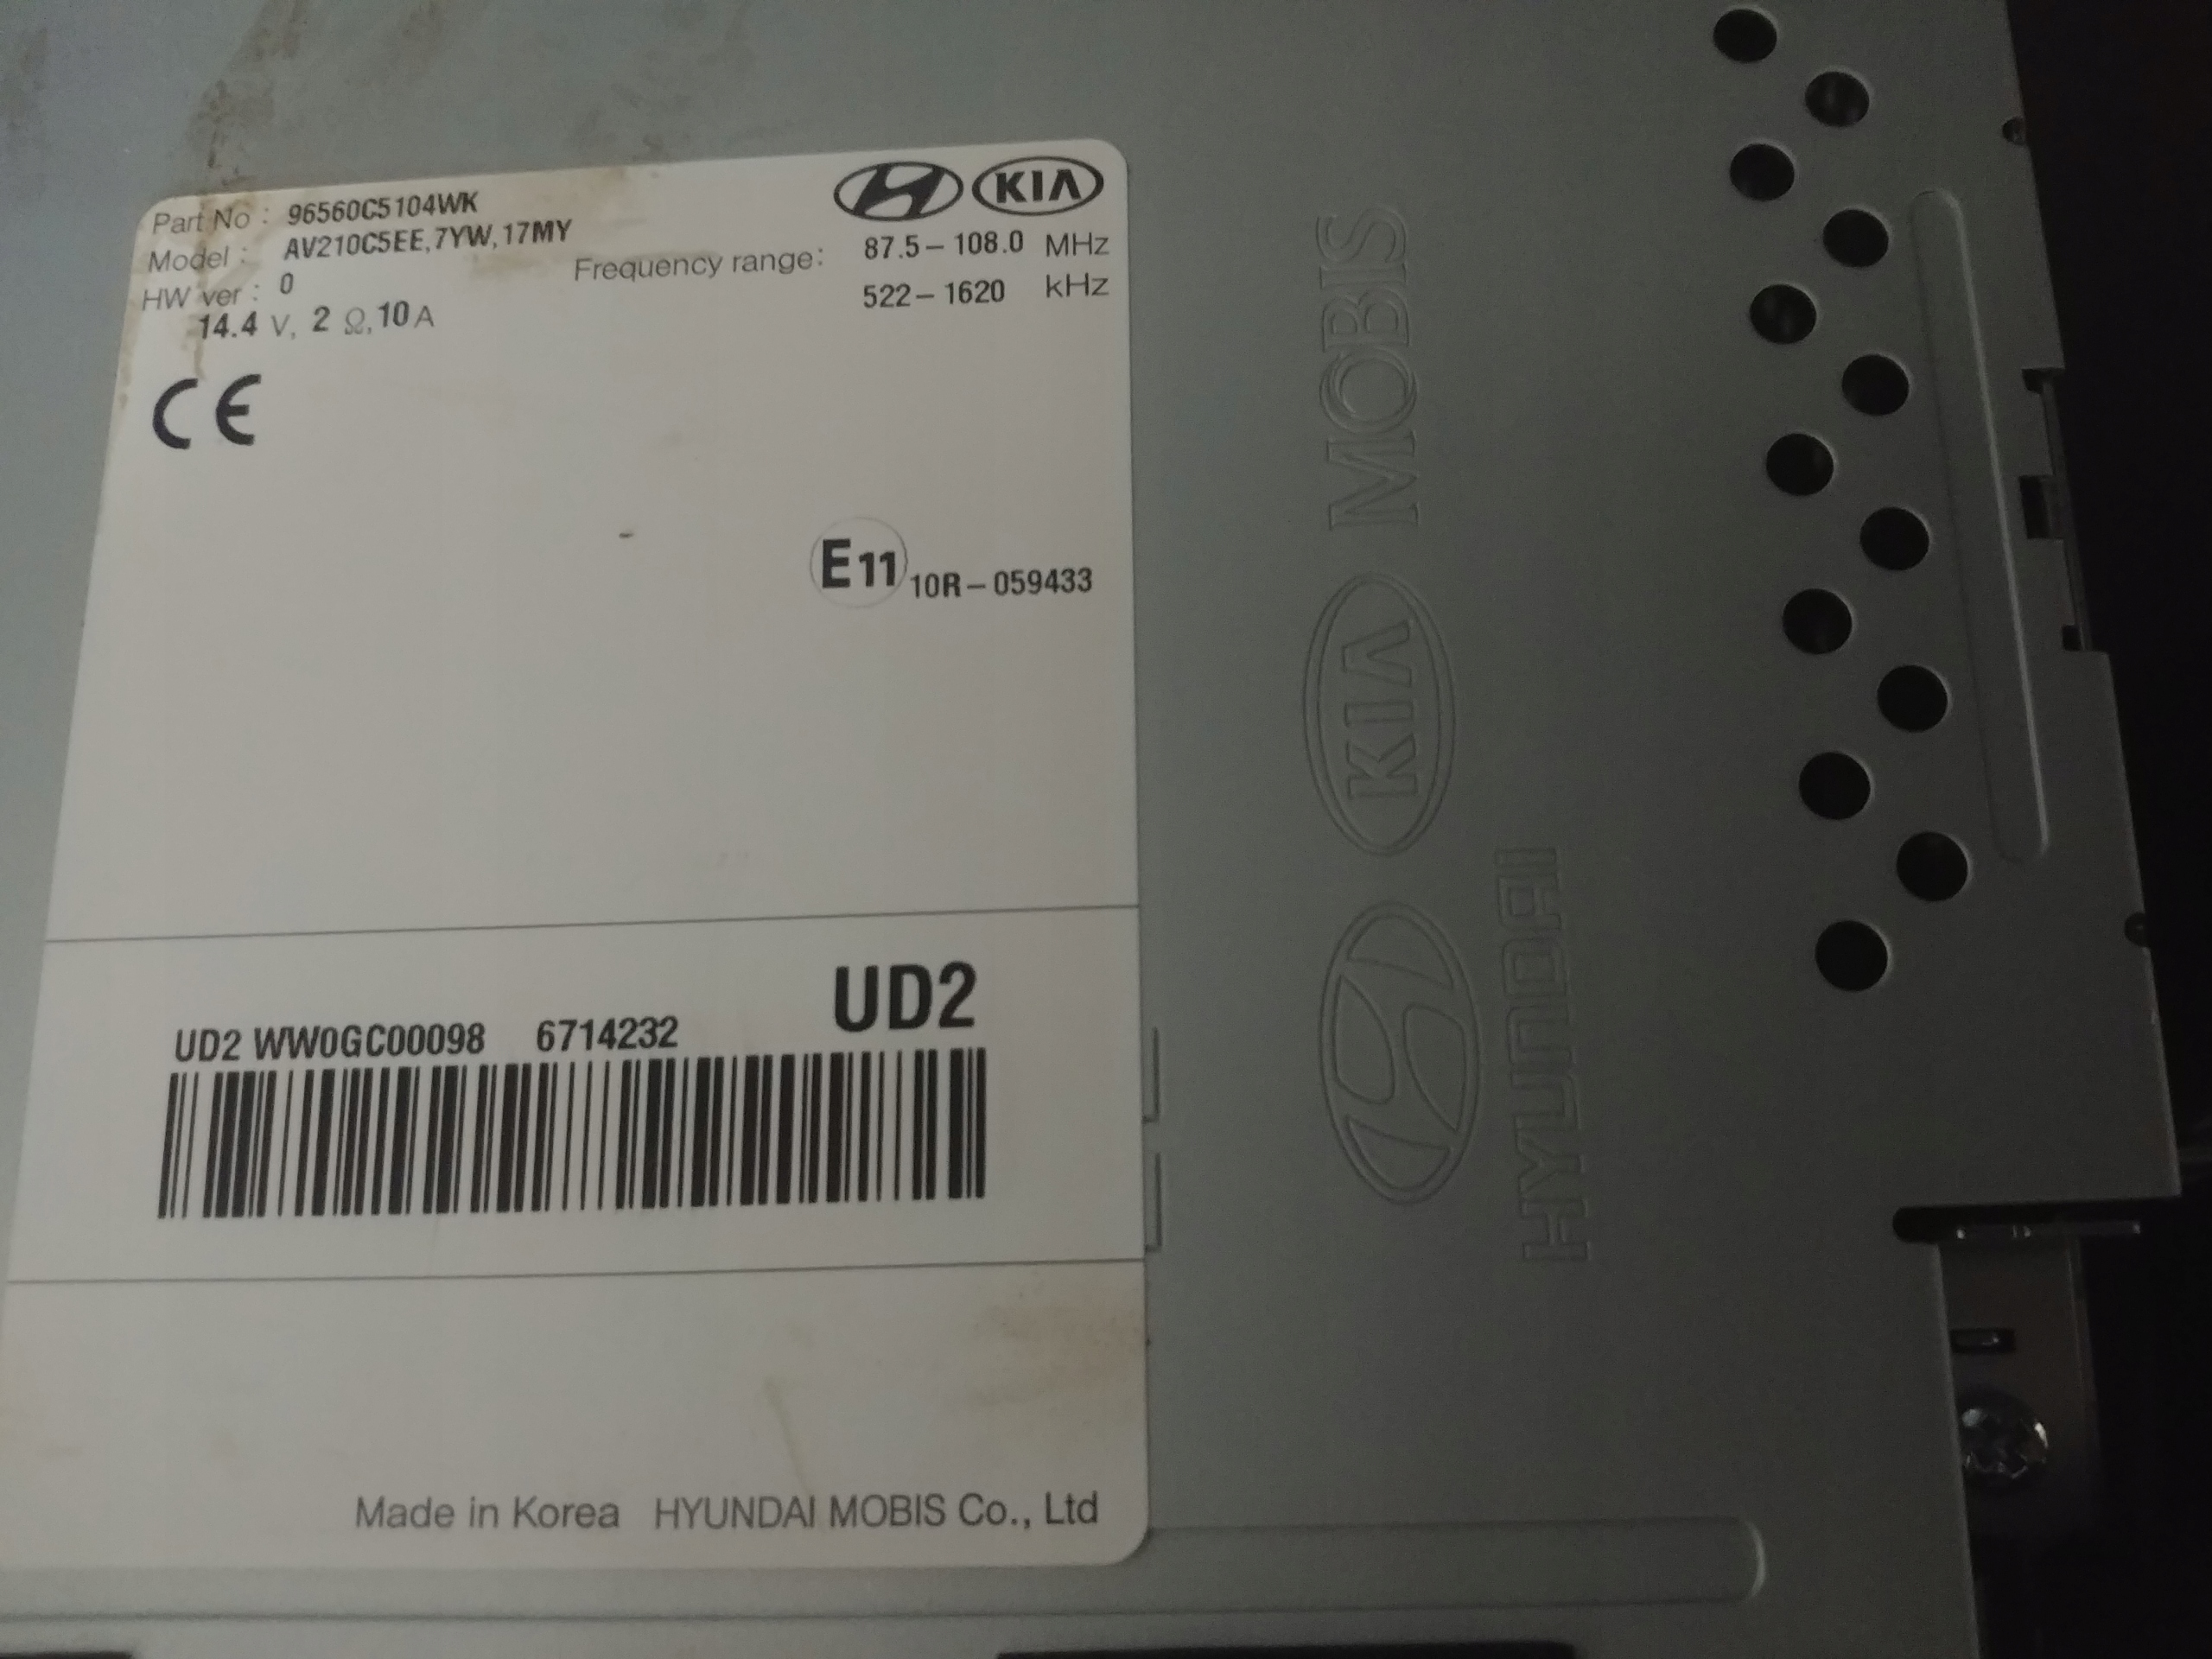 Part No : 96560C5104WK
Model : AV210C5EE,7YW,17MY
HW ver : 0
14.4 V, 2 Ω,10 A
KIA
Frequency range: 87.5 – 108.0 MHz
522 – 1620 kHz
CE
E11 10R – 059433
UD2
UD2 WW0GC00098 6714232
Made in Korea HYUNDAI MOBIS Co., Ltd
MOBIS
KIA
HYUNDAI